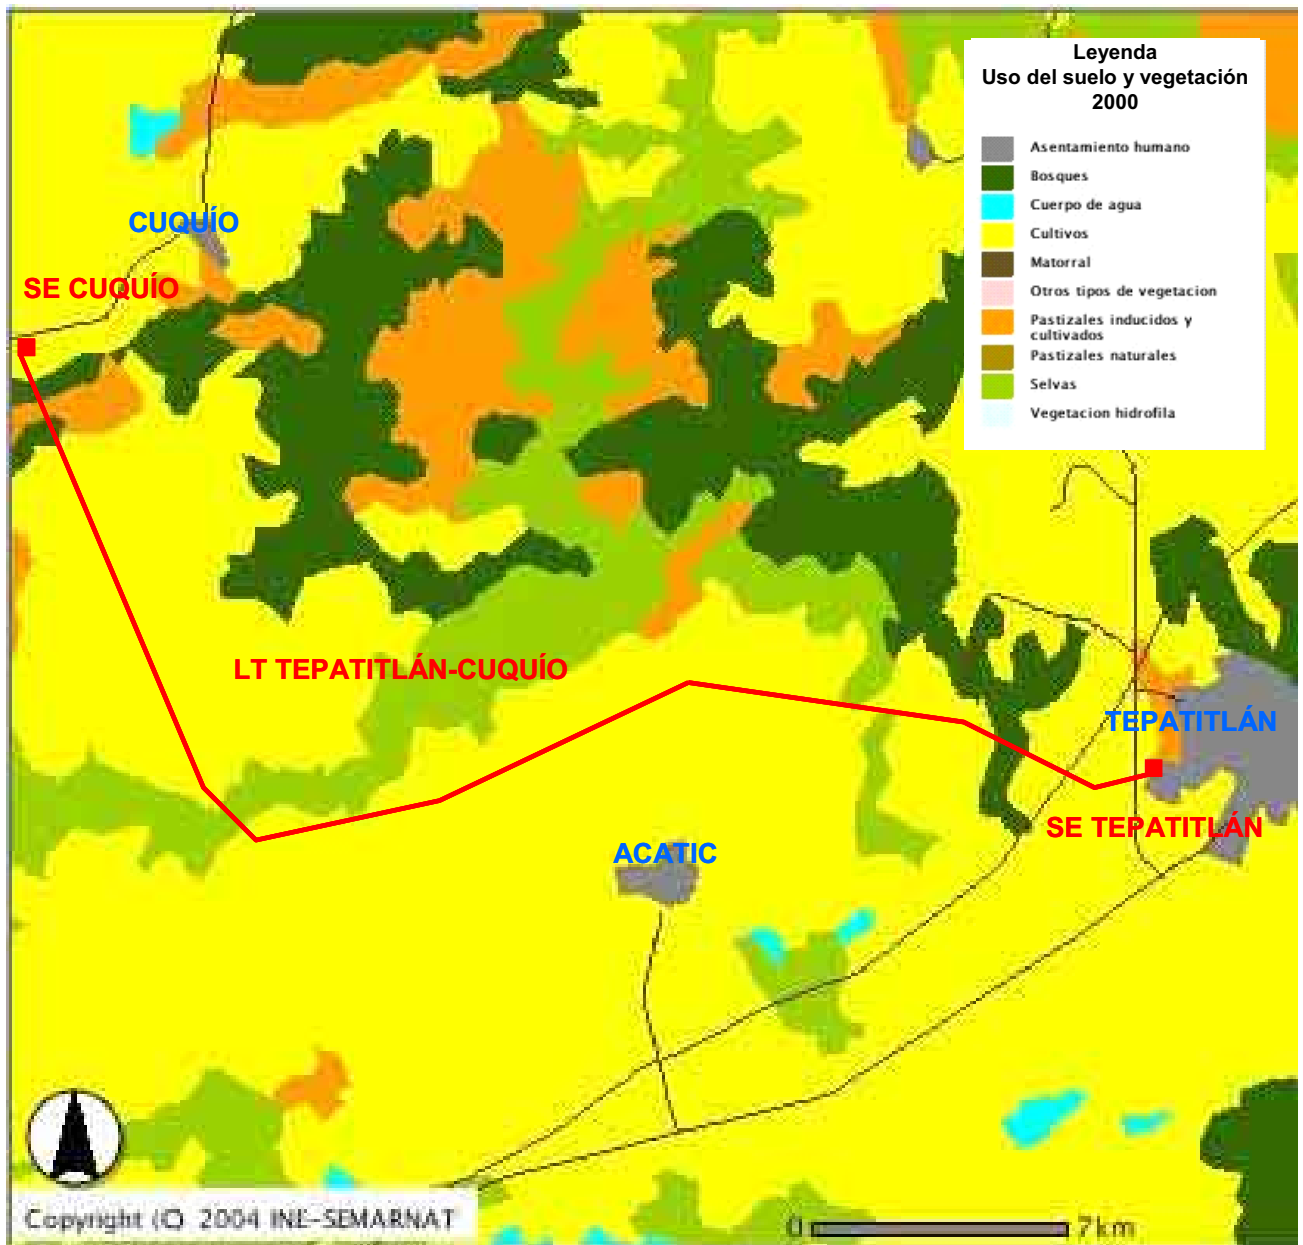 Leyenda
Uso del suelo y vegetación
2000
Asentamiento humano
Bosques
Cuerpo de agua
Cultivos
Matorral
Otros tipos de vegetacion
Pastizales inducidos y
cultivados
Pastizales naturales
Selvas
Vegetacion hidrofila
CUQUÍO
SE CUQUÍO
LT TEPATITLÁN-CUQUÍO
TEPATITLÁN
SE TEPATITLÁN
ACATIC
Copyright (C) 2004 INE-SEMARNAT
0 7km